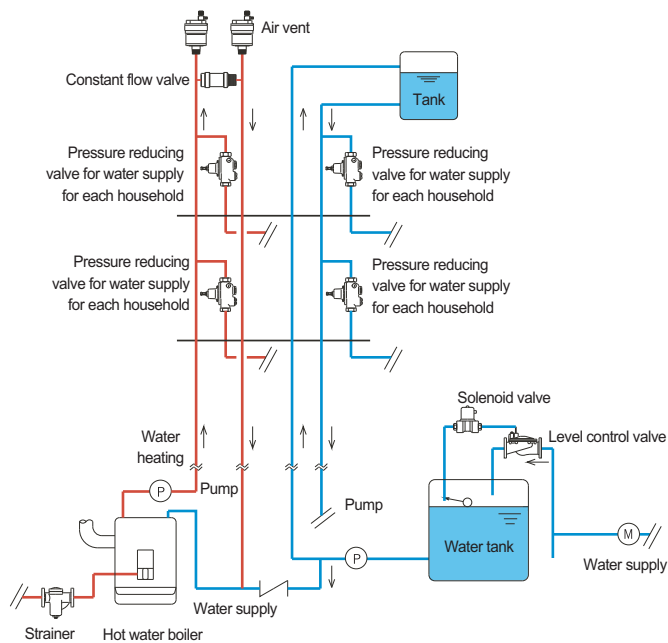 Air vent
Constant flow valve
Tank
Pressure reducing
valve for water supply
for each household
Pressure reducing
valve for water supply
for each household
Pressure reducing
valve for water supply
for each household
Pressure reducing
valve for water supply
for each household
Solenoid valve
Level control valve
Water
heating
P
Pump
Pump
P
Water tank
M
Water supply
Water supply
Strainer
Hot water boiler